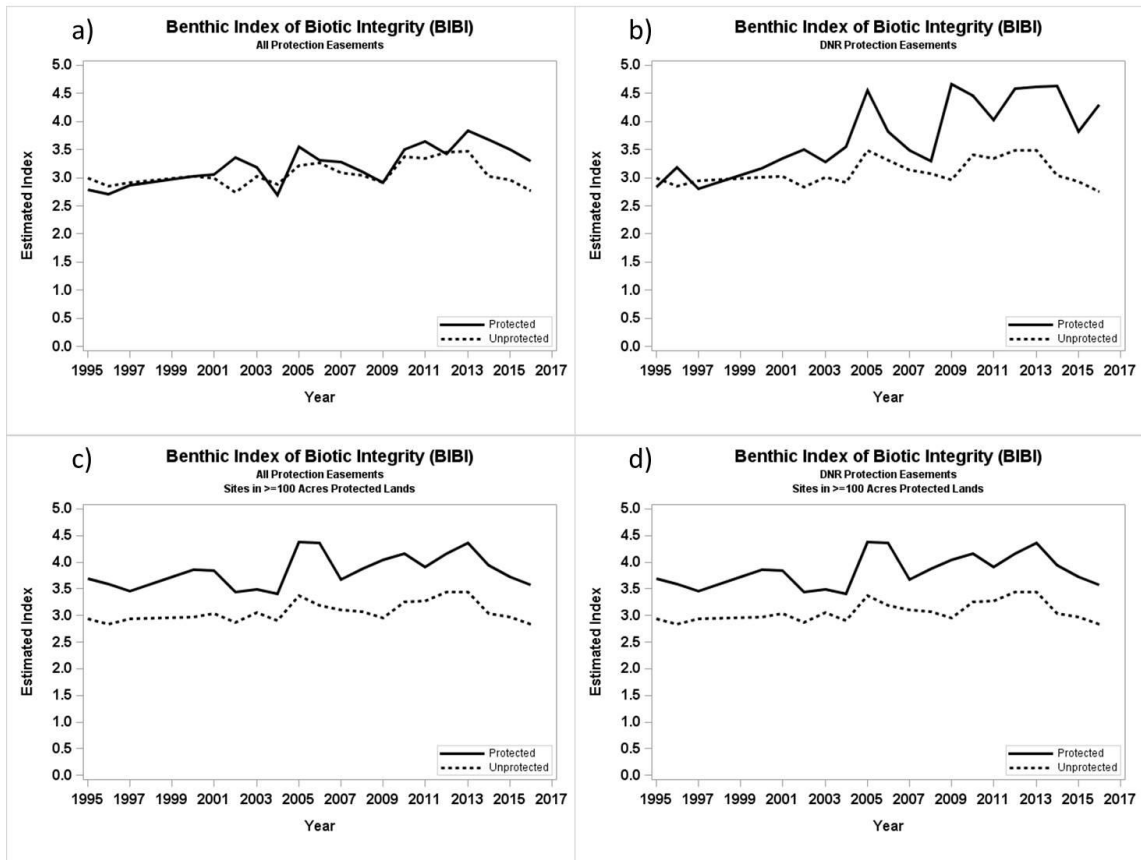 a)
Benthic Index of Biotic Integrity (BIBI)
All Protection Easements
5.0
4.5
4.0
3.5
3.0
2.5
2.0
1.5
1.0
0.5
0.0
Estimated Index
Protected
Unprotected
1995 1997 1999 2001 2003 2005 2007 2009 2011 2013 2015 2017
Year
b)
Benthic Index of Biotic Integrity (BIBI)
DNR Protection Easements
5.0
4.5
4.0
3.5
3.0
2.5
2.0
1.5
1.0
0.5
0.0
Estimated Index
Protected
Unprotected
1995 1997 1999 2001 2003 2005 2007 2009 2011 2013 2015 2017
Year
c)
Benthic Index of Biotic Integrity (BIBI)
All Protection Easements
Sites in >=100 Acres Protected Lands
5.0
4.5
4.0
3.5
3.0
2.5
2.0
1.5
1.0
0.5
0.0
Estimated Index
Protected
Unprotected
1995 1997 1999 2001 2003 2005 2007 2009 2011 2013 2015 2017
Year
d)
Benthic Index of Biotic Integrity (BIBI)
DNR Protection Easements
Sites in >=100 Acres Protected Lands
5.0
4.5
4.0
3.5
3.0
2.5
2.0
1.5
1.0
0.5
0.0
Estimated Index
Protected
Unprotected
1995 1997 1999 2001 2003 2005 2007 2009 2011 2013 2015 2017
Year